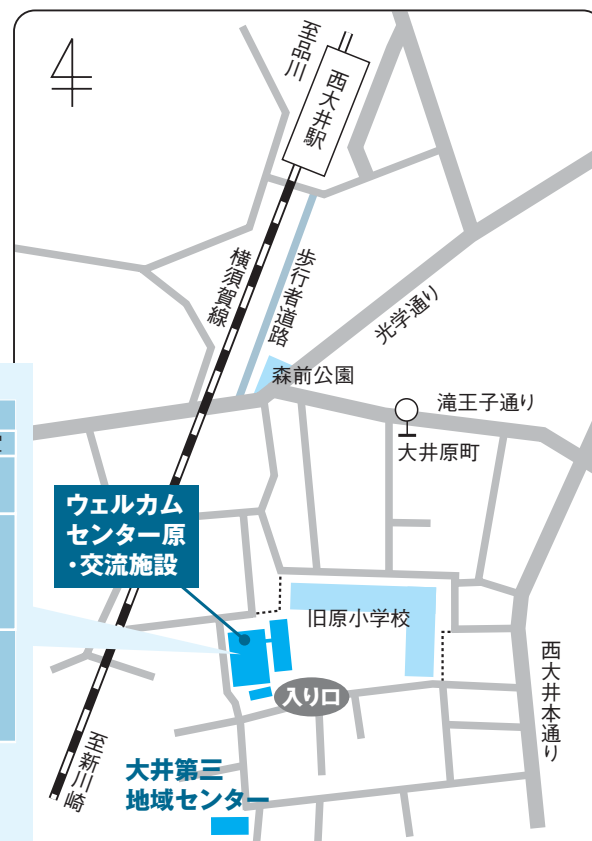 至品川
西大井駅
横須賀線
歩行者道路
光学通り
森前公園
滝王子通り
大井原町
ウェルカム
センター原
・交流施設
旧原小学校
入り口
西大井本通り
至新川崎
大井第三
地域センター